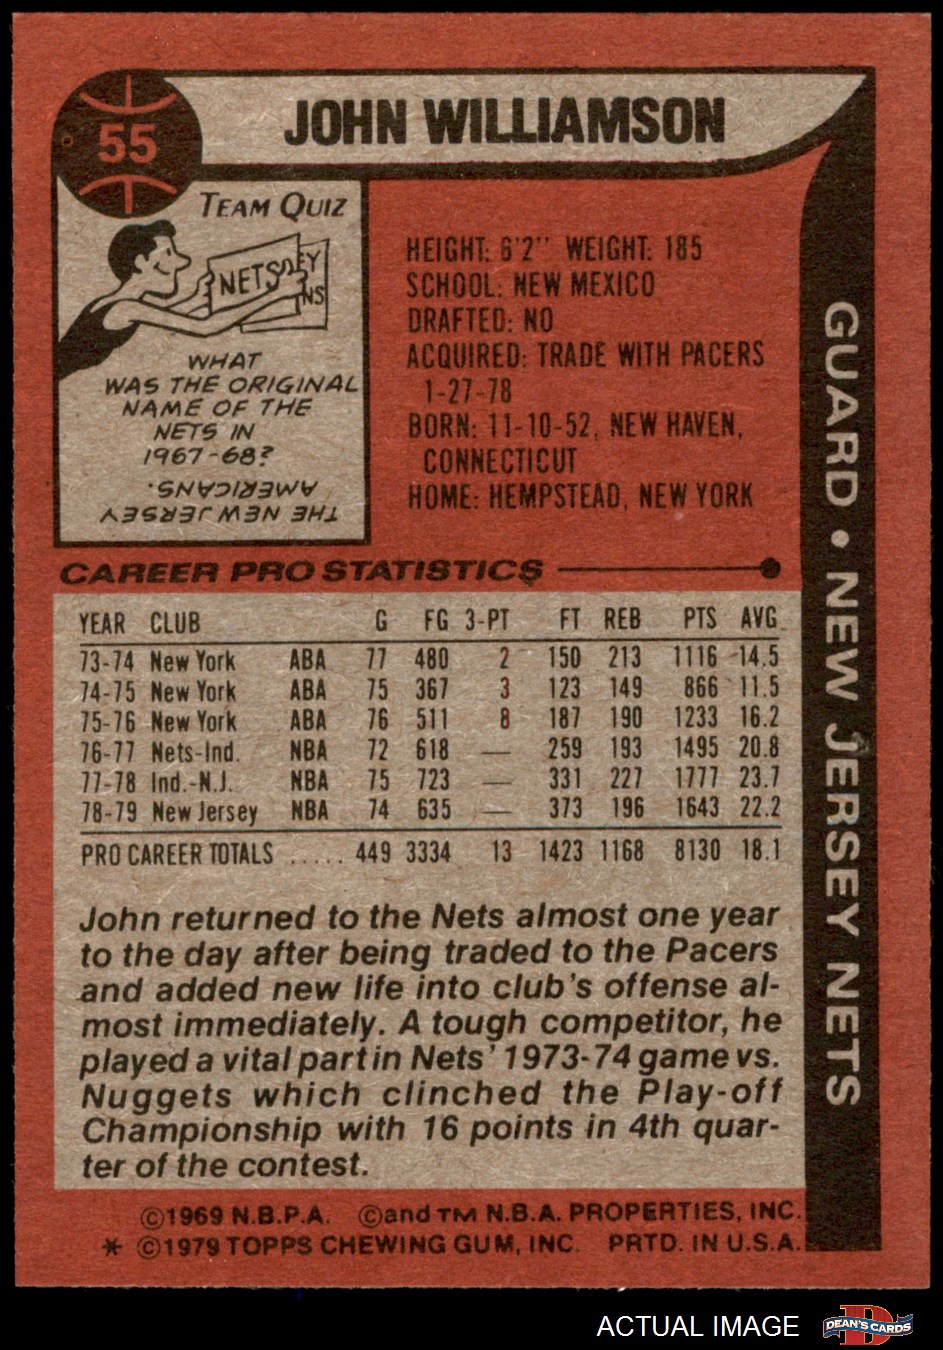 55
JOHN WILLIAMSON
TEAM QUIZ
NETS
EY
NS
WHAT
WAS THE ORIGINAL
NAME OF THE
NETS IN
1967-68?
THE NEW JERSEY
AMERICANS.
HEIGHT: 6'2" WEIGHT: 185
SCHOOL: NEW MEXICO
DRAFTED: NO
ACQUIRED: TRADE WITH PACERS
1-27-78
BORN: 11-10-52, NEW HAVEN,
CONNECTICUT
HOME: HEMPSTEAD, NEW YORK
GUARD • NEW JERSEY NETS
CAREER PRO STATISTICS
YEAR CLUB G FG 3-PT FT REB PTS AVG
73-74 New York ABA 77 480 2 150 213 1116 14.5
74-75 New York ABA 75 367 3 123 149 866 11.5
75-76 New York ABA 76 511 8 187 190 1233 16.2
76-77 Nets-Ind. NBA 72 618 — 259 193 1495 20.8
77-78 Ind.-N.J. NBA 75 723 — 331 227 1777 23.7
78-79 New Jersey NBA 74 635 — 373 196 1643 22.2
PRO CAREER TOTALS ..... 449 3334 13 1423 1168 8130 18.1
John returned to the Nets almost one year
to the day after being traded to the Pacers
and added new life into club's offense al-
most immediately. A tough competitor, he
played a vital part in Nets' 1973-74 game vs.
Nuggets which clinched the Play-off
Championship with 16 points in 4th quar-
ter of the contest.
©1969 N.B.P.A. ©and TM N.B.A. PROPERTIES, INC.
* ©1979 TOPPS CHEWING GUM, INC. PRTD. IN U.S.A.
ACTUAL IMAGE
DEAN'S CARDS